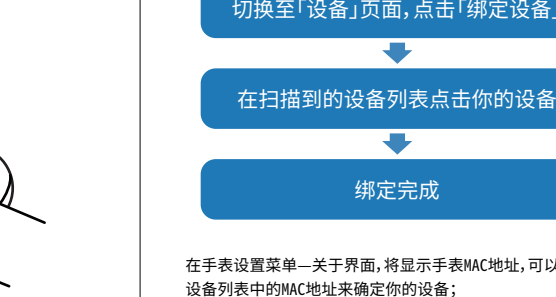 切换至「设备」页面，点击「绑定设备」
在扫描到的设备列表点击你的设备
绑定完成
在手表设置菜单—关于界面，将显示手表MAC地址，可以
设备列表中的MAC地址来确定你的设备；